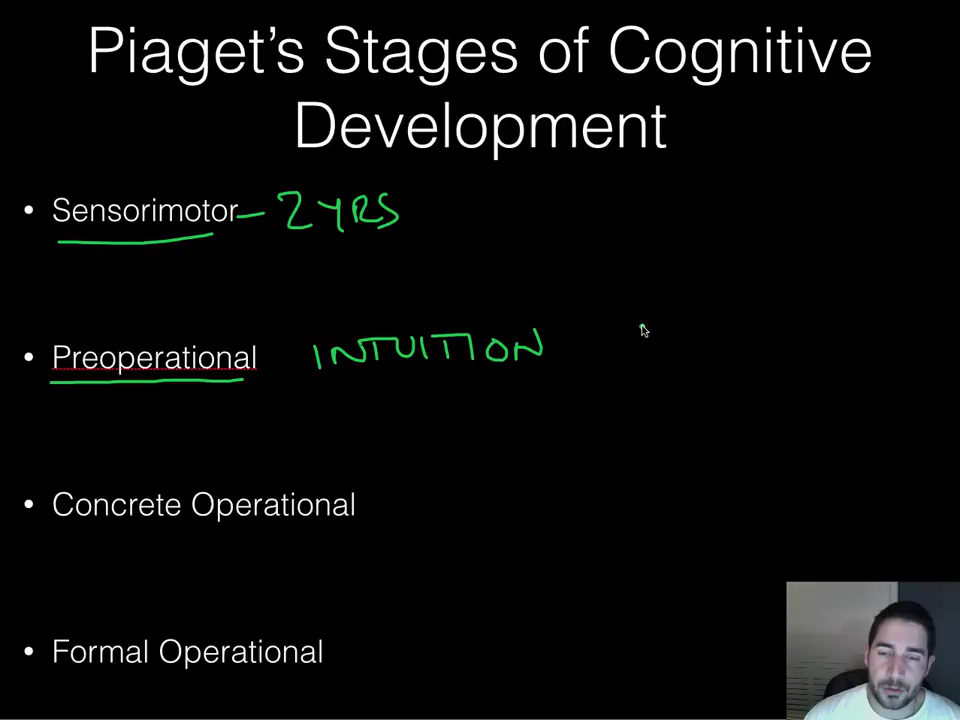 Piaget’s Stages of Cognitive
Development
• Sensorimotor – 2 YRS
• Preoperational INTUITION
• Concrete Operational
• Formal Operational